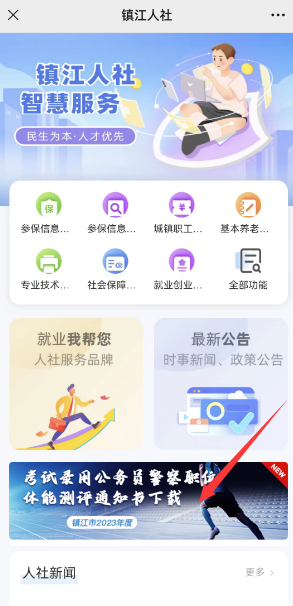 镇江人社
镇江人社
智慧服务
民生为本·人才优先
保
参保信息... 参保信息... 城镇职工... 基本养老...
专业技术... 社会保障... 就业创业... 全部功能
就业我帮您
人社服务品牌
最新公告
时事新闻、政策公告
NEW
考试录用公务员警察职位
体能测评通知书下载
镇江市2023年度
人社新闻
更多 >